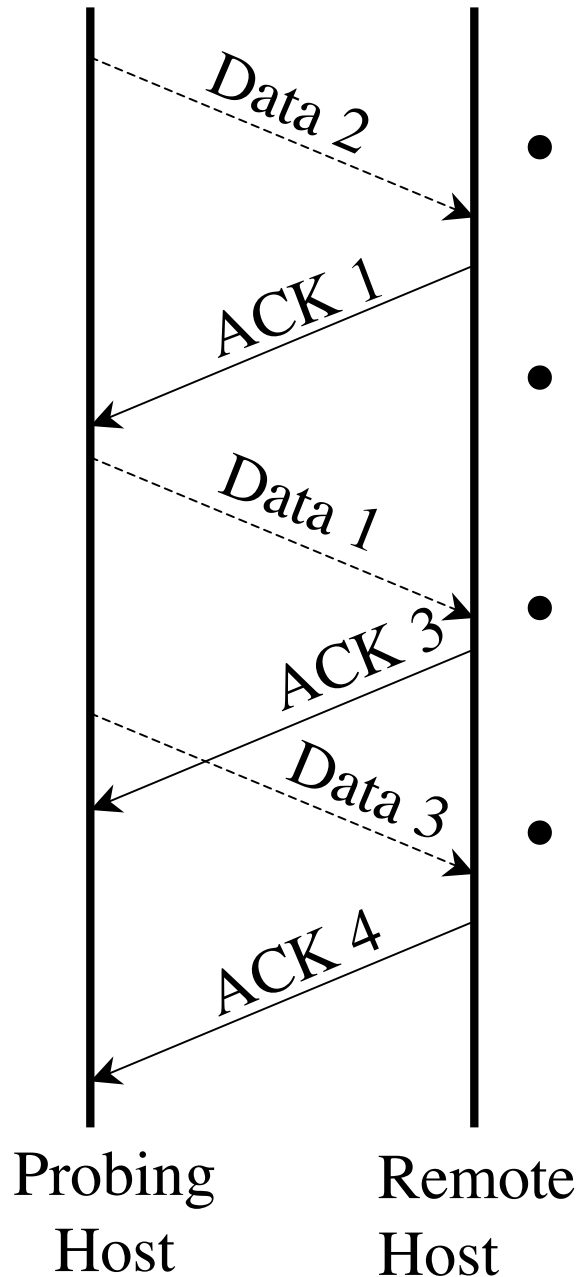 Data 2
ACK 1
Data 1
ACK 3
Data 3
ACK 4
Probing
Host
Remote
Host